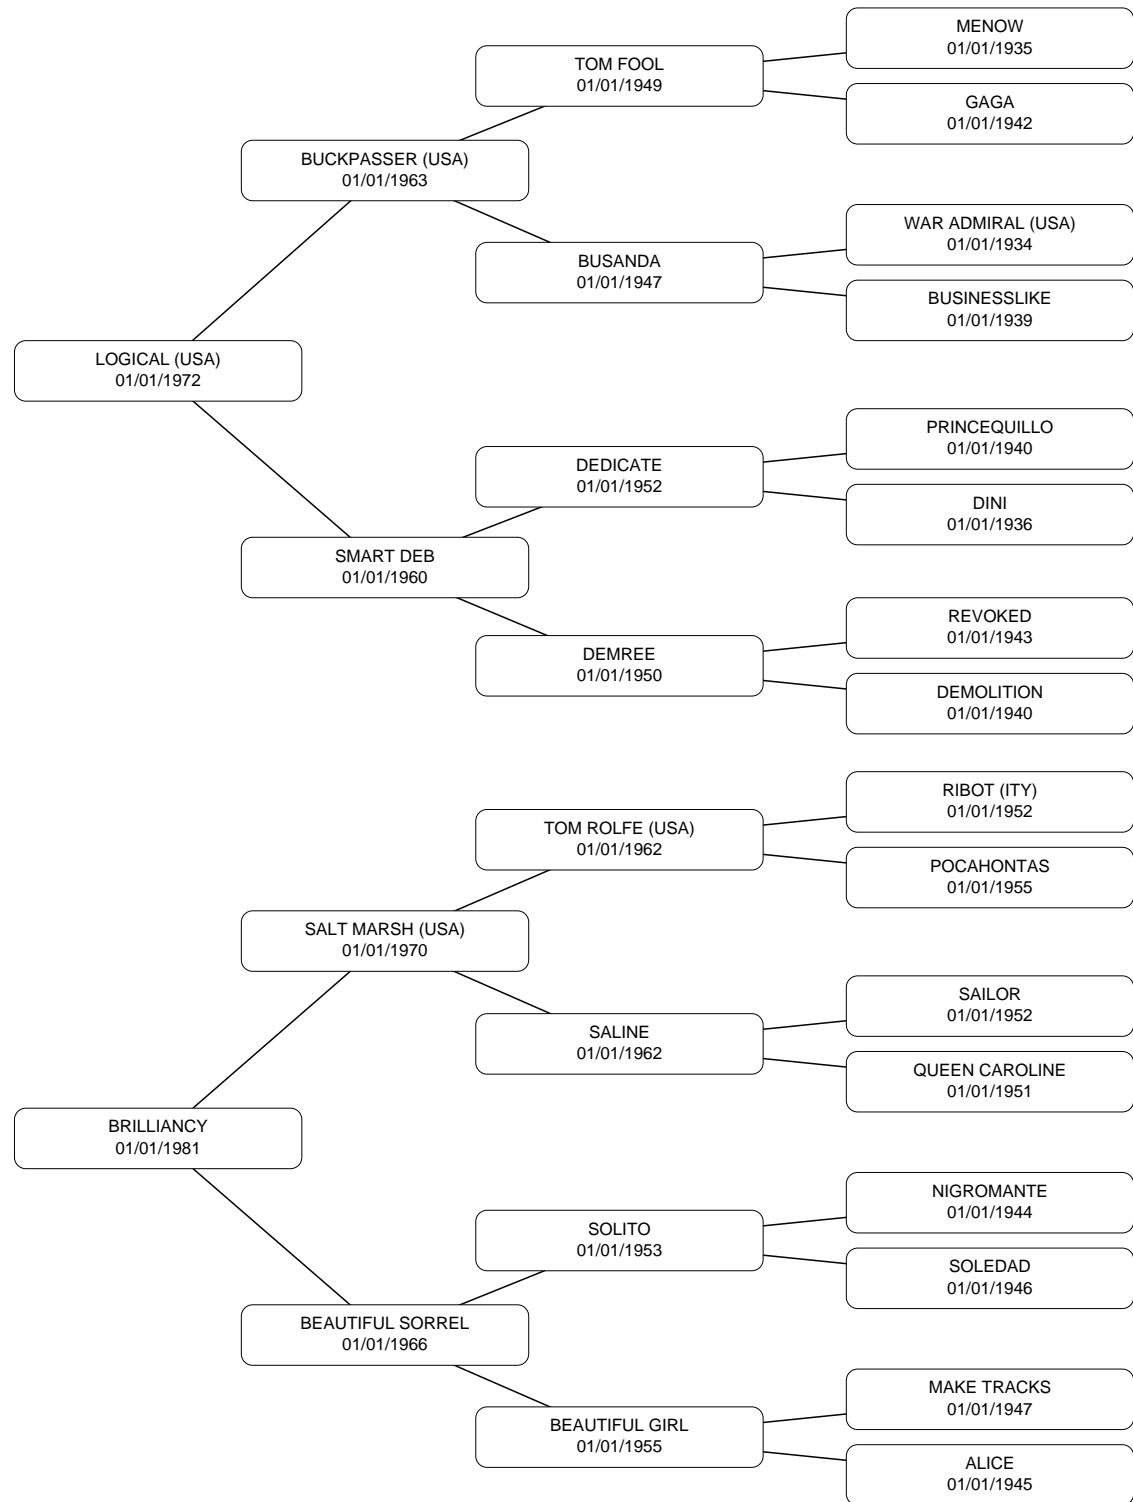 MENOW
01/01/1935
TOM FOOL
01/01/1949
GAGA
01/01/1942
BUCKPASSER (USA)
01/01/1963
WAR ADMIRAL (USA)
01/01/1934
BUSANDA
01/01/1947
BUSINESSLIKE
01/01/1939
LOGICAL (USA)
01/01/1972
PRINCEQUILLO
01/01/1940
DEDICATE
01/01/1952
DINI
01/01/1936
SMART DEB
01/01/1960
REVOKED
01/01/1943
DEMREE
01/01/1950
DEMOLITION
01/01/1940
RIBOT (ITY)
01/01/1952
TOM ROLFE (USA)
01/01/1962
POCAHONTAS
01/01/1955
SALT MARSH (USA)
01/01/1970
SAILOR
01/01/1952
SALINE
01/01/1962
QUEEN CAROLINE
01/01/1951
BRILLIANCY
01/01/1981
NIGROMANTE
01/01/1944
SOLITO
01/01/1953
SOLEDAD
01/01/1946
BEAUTIFUL SORREL
01/01/1966
MAKE TRACKS
01/01/1947
BEAUTIFUL GIRL
01/01/1955
ALICE
01/01/1945